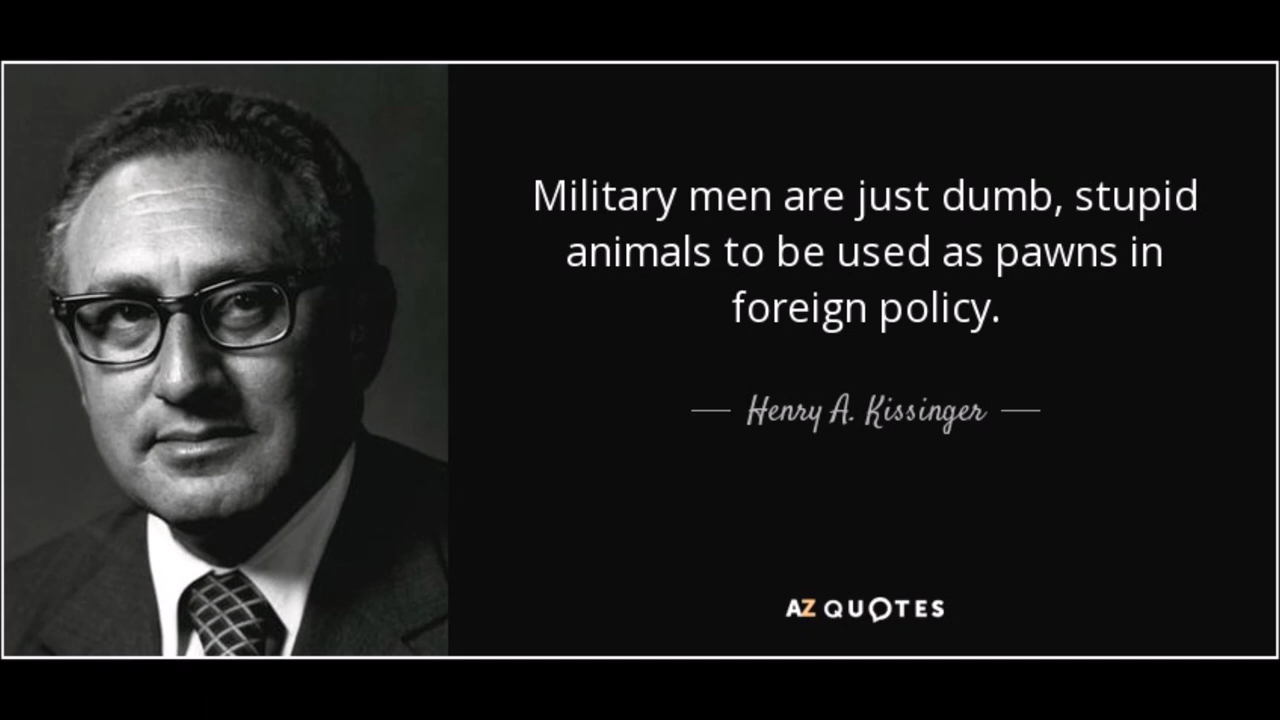 Military men are just dumb, stupid
animals to be used as pawns in
foreign policy.
Henry A. Kissinger
AZ QUOTES